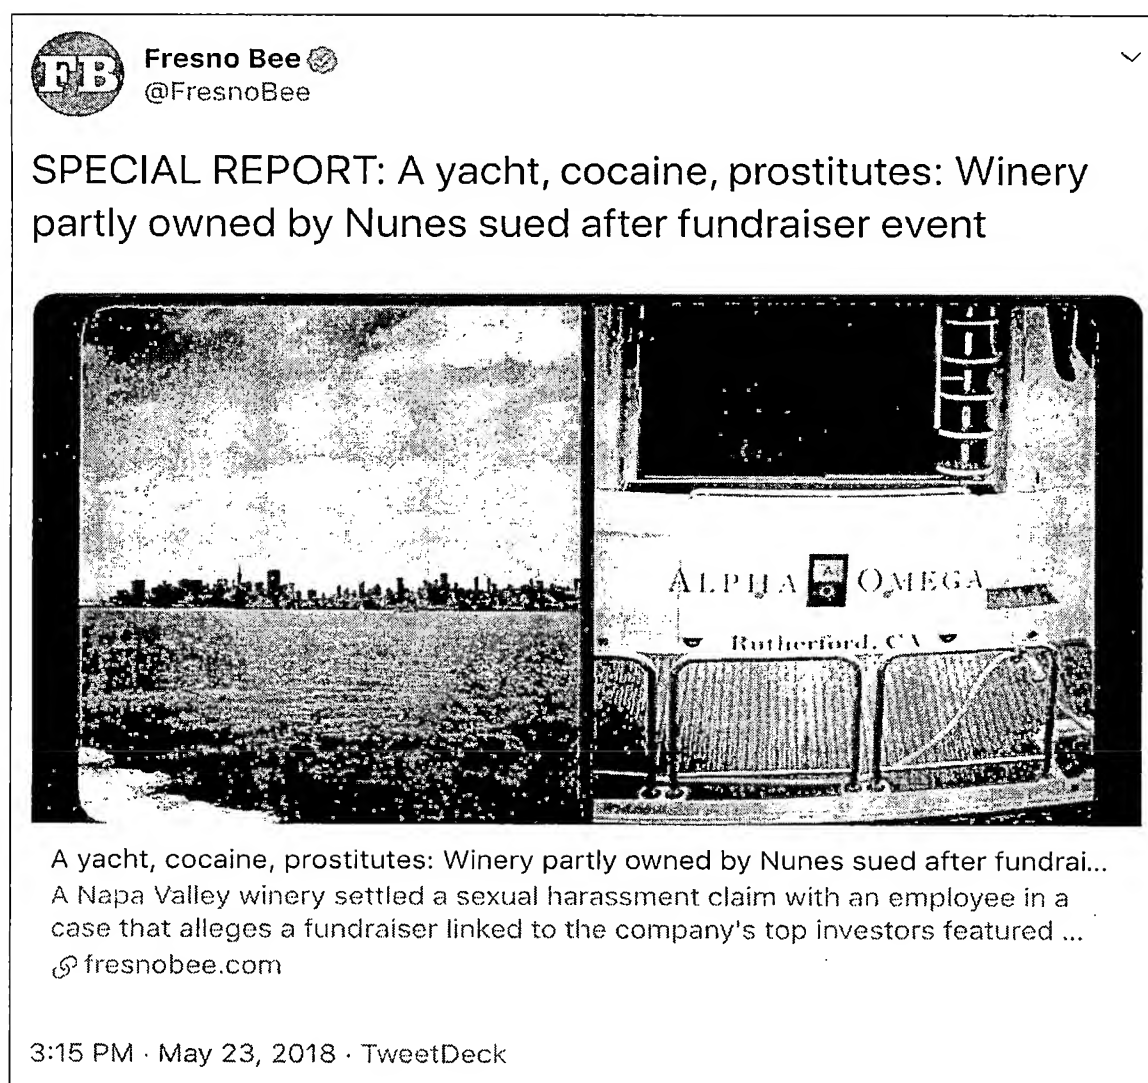 FB
Fresno Bee
@FresnoBee
SPECIAL REPORT: A yacht, cocaine, prostitutes: Winery
partly owned by Nunes sued after fundraiser event
ALPHA OMEGA
Rutherford, CA
A yacht, cocaine, prostitutes: Winery partly owned by Nunes sued after fundrai...
A Napa Valley winery settled a sexual harassment claim with an employee in a
case that alleges a fundraiser linked to the company's top investors featured ...
fresnobee.com
3:15 PM · May 23, 2018 · TweetDeck